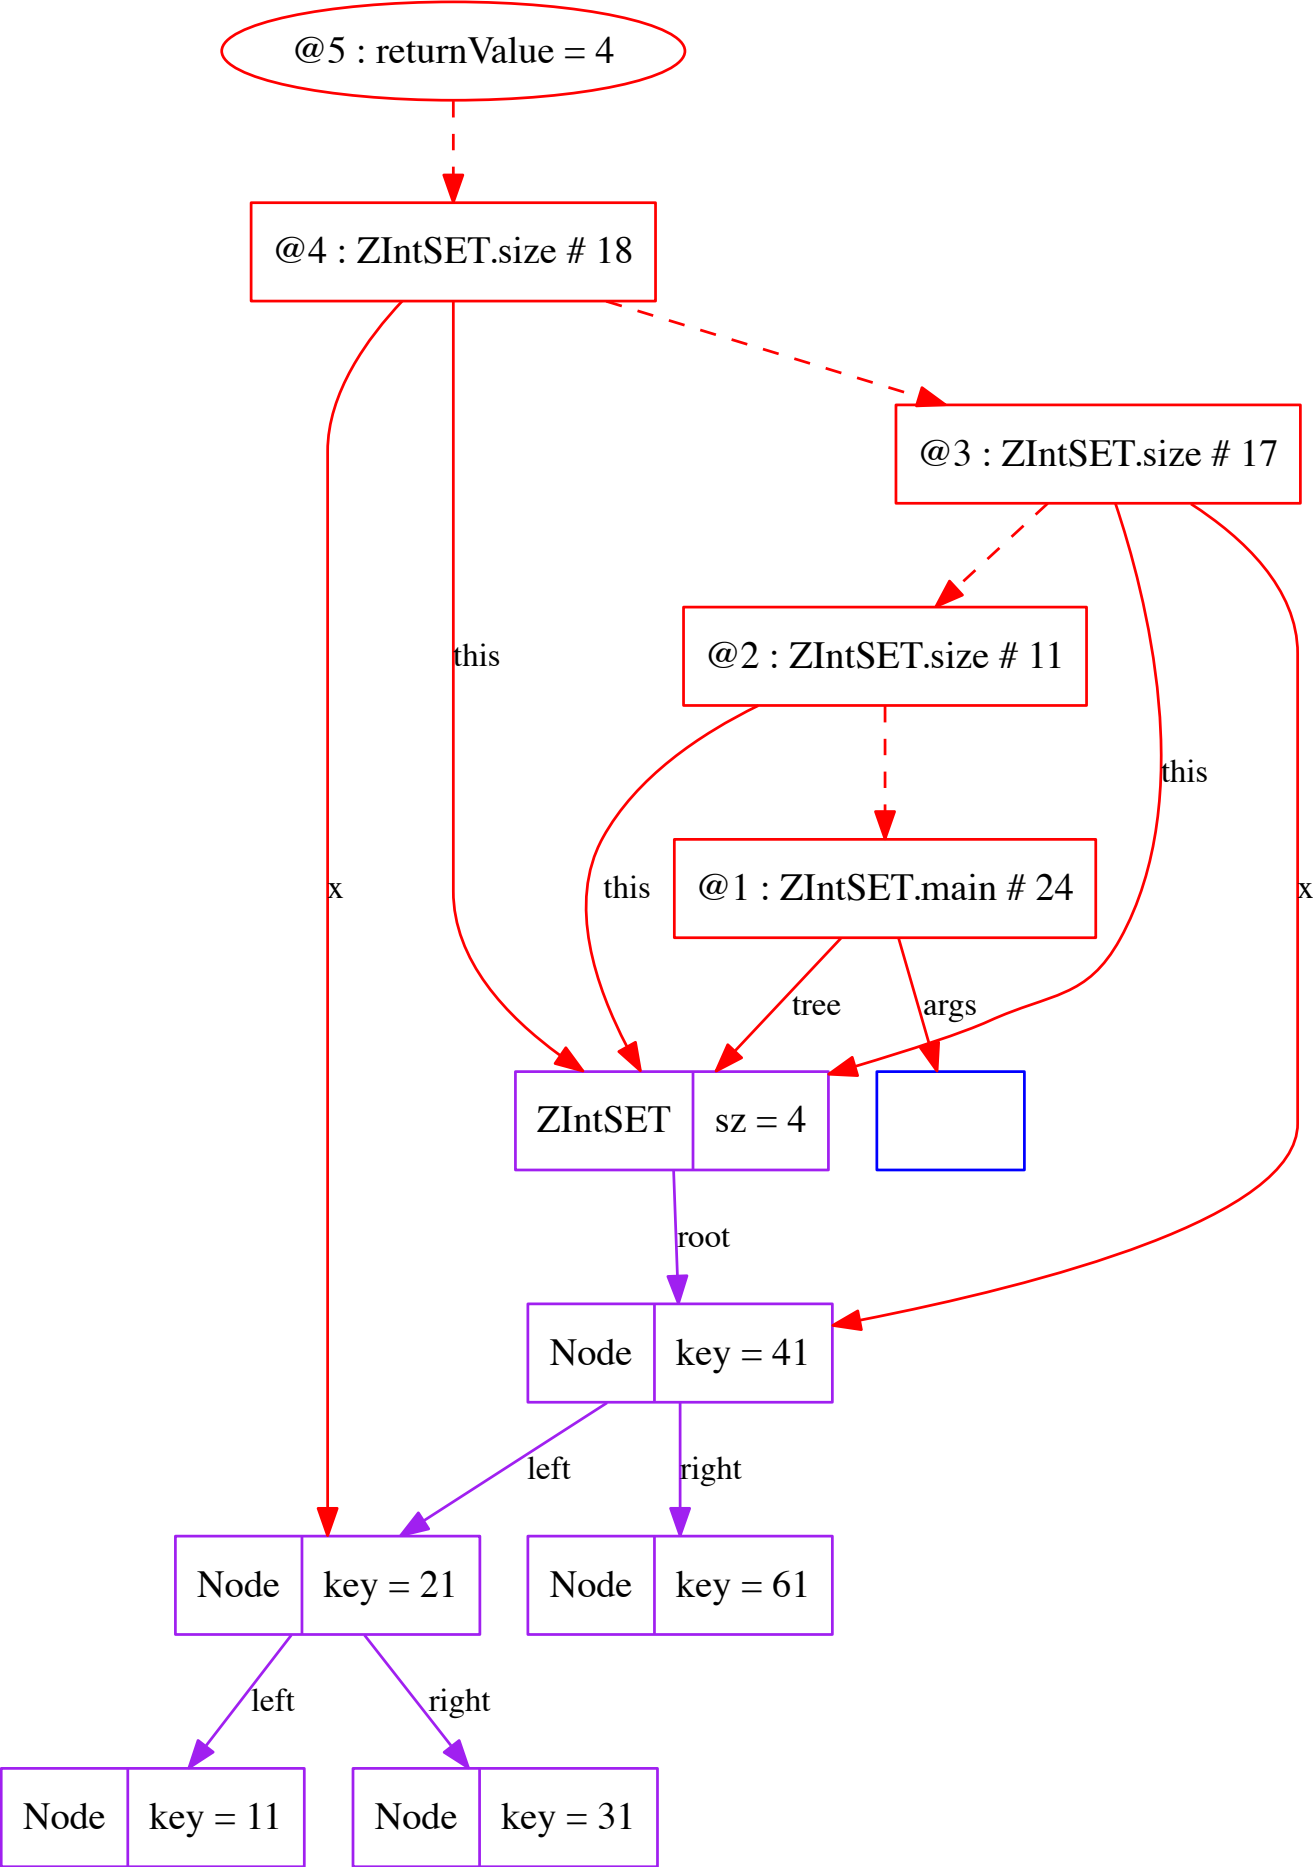 @5 : returnValue = 4
@4 : ZIntSET.size # 18
@3 : ZIntSET.size # 17
@2 : ZIntSET.size # 11
this
this
x
this
@1 : ZIntSET.main # 24
x
tree
args
ZIntSET
sz = 4
root
Node
key = 41
left
right
Node
key = 21
Node
key = 61
left
right
Node
key = 11
Node
key = 31